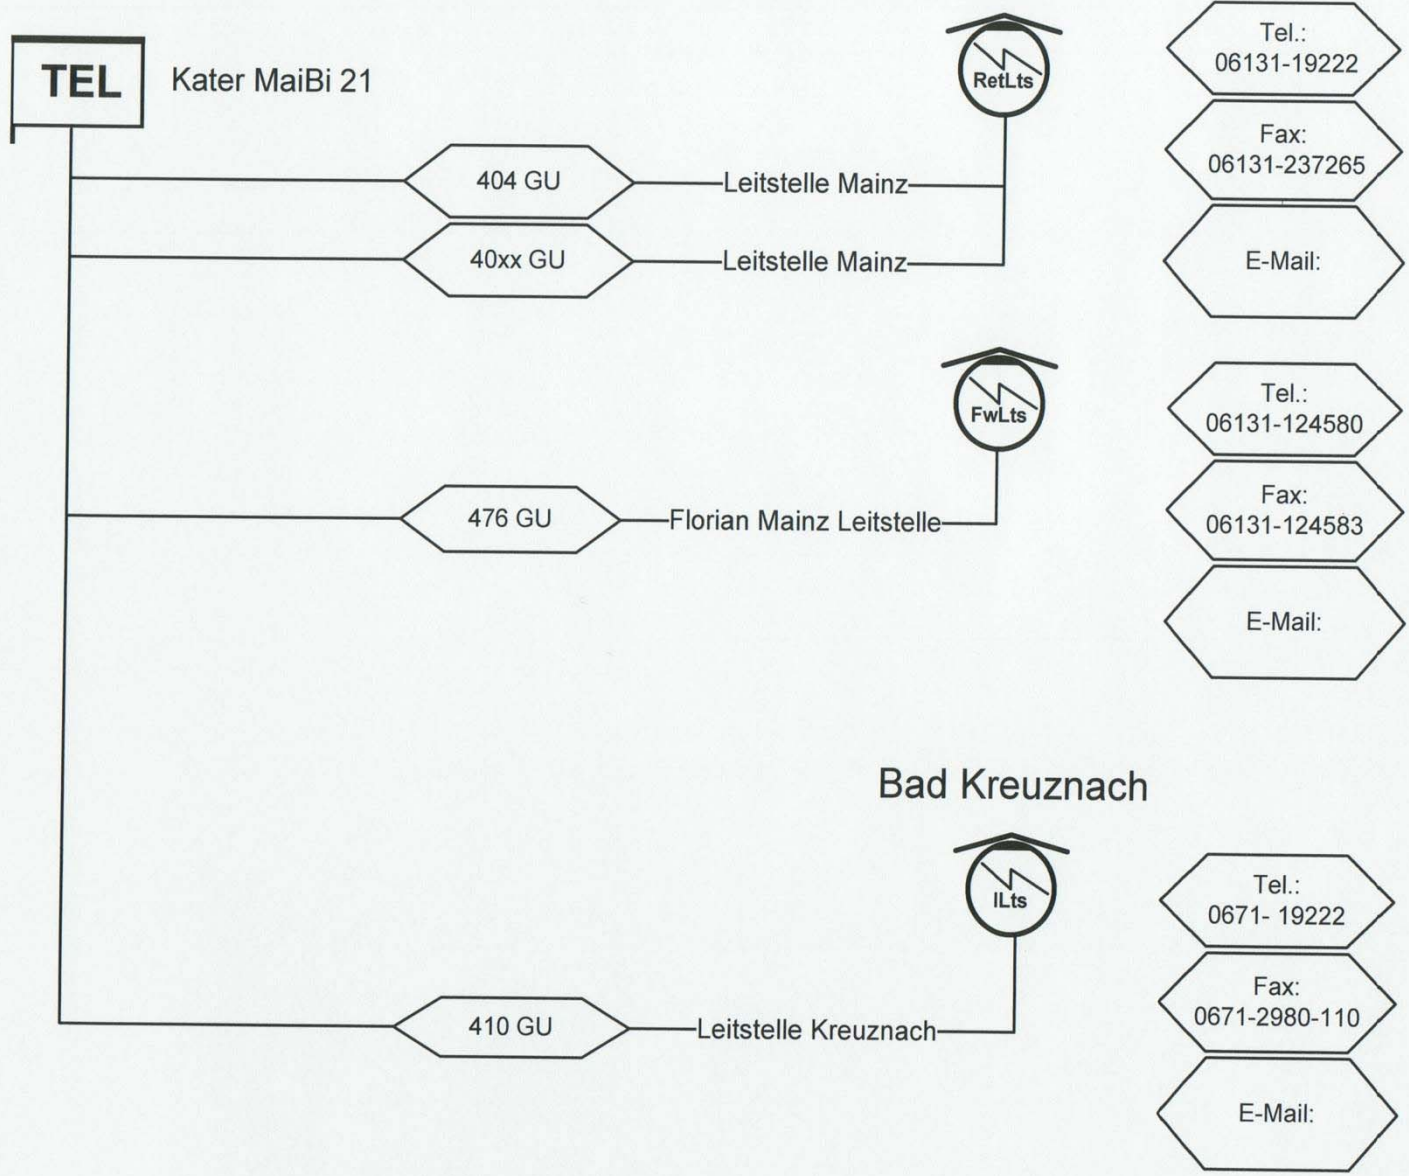 TEL
Kater MaiBi 21
RetLts
Tel.:
06131-19222
Fax:
06131-237265
E-Mail:
404 GU
Leitstelle Mainz
40xx GU
Leitstelle Mainz
FwLts
Tel.:
06131-124580
Fax:
06131-124583
E-Mail:
476 GU
Florian Mainz Leitstelle
Bad Kreuznach
ILts
Tel.:
0671- 19222
Fax:
0671-2980-110
E-Mail:
410 GU
Leitstelle Kreuznach